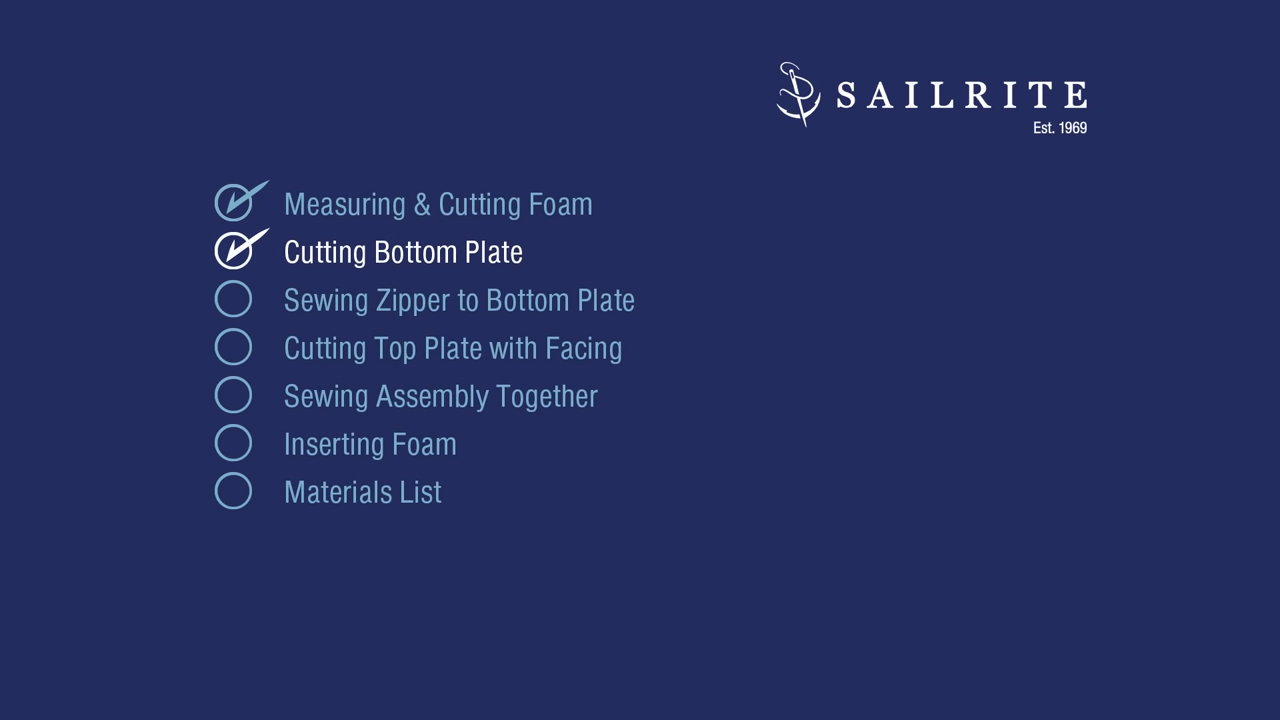 SAILRITE
Est. 1969
Measuring & Cutting Foam
Cutting Bottom Plate
Sewing Zipper to Bottom Plate
Cutting Top Plate with Facing
Sewing Assembly Together
Inserting Foam
Materials List